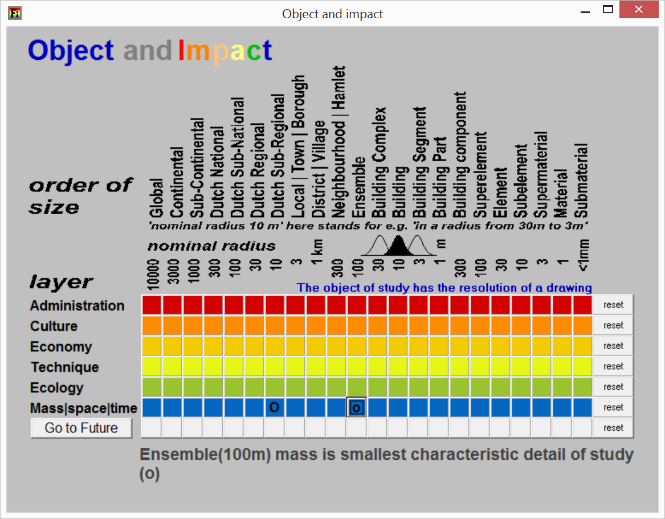 Object and impact
Object and Impact
order of
size
Global
Continental
Sub-Continental
Dutch National
Dutch Sub-National
Dutch Regional
Dutch Sub-Regional
Local | Town | Borough
District | Village
Neighbourhood | Hamlet
Ensemble
Building Complex
Building
Building Segment
Building Part
Building component
Superelement
Element
Subelement
Supermaterial
Material
Submaterial
'nominal radius 10 m' here stands for e.g. 'in a radius from 30m to 3m'
nominal radius
10000 3000 1000 300 100 30 10 3 1 km 300 100 30 10 3 1 m 300 100 30 10 3 1 <1mm
layer
The object of study has the resolution of a drawing
Administration reset
Culture reset
Economy reset
Technique reset
Ecology reset
Mass|space|time O o reset
Go to Future reset
Ensemble(100m) mass is smallest characteristic detail of study
(o)